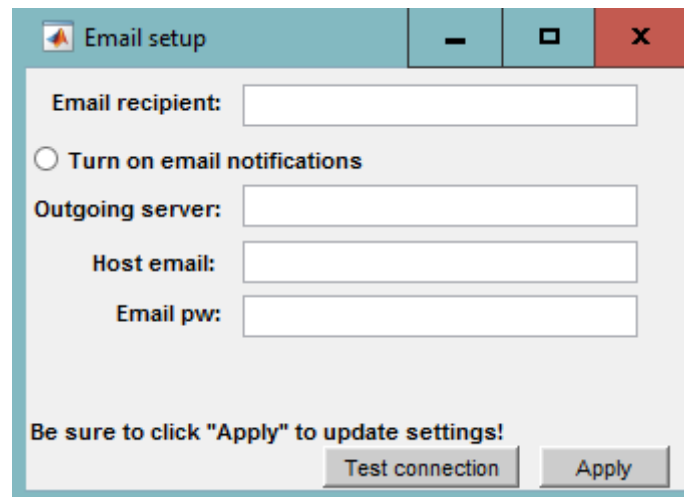 Email setup
Email recipient:
Turn on email notifications
Outgoing server:
Host email:
Email pw:
Be sure to click "Apply" to update settings!
Test connection Apply